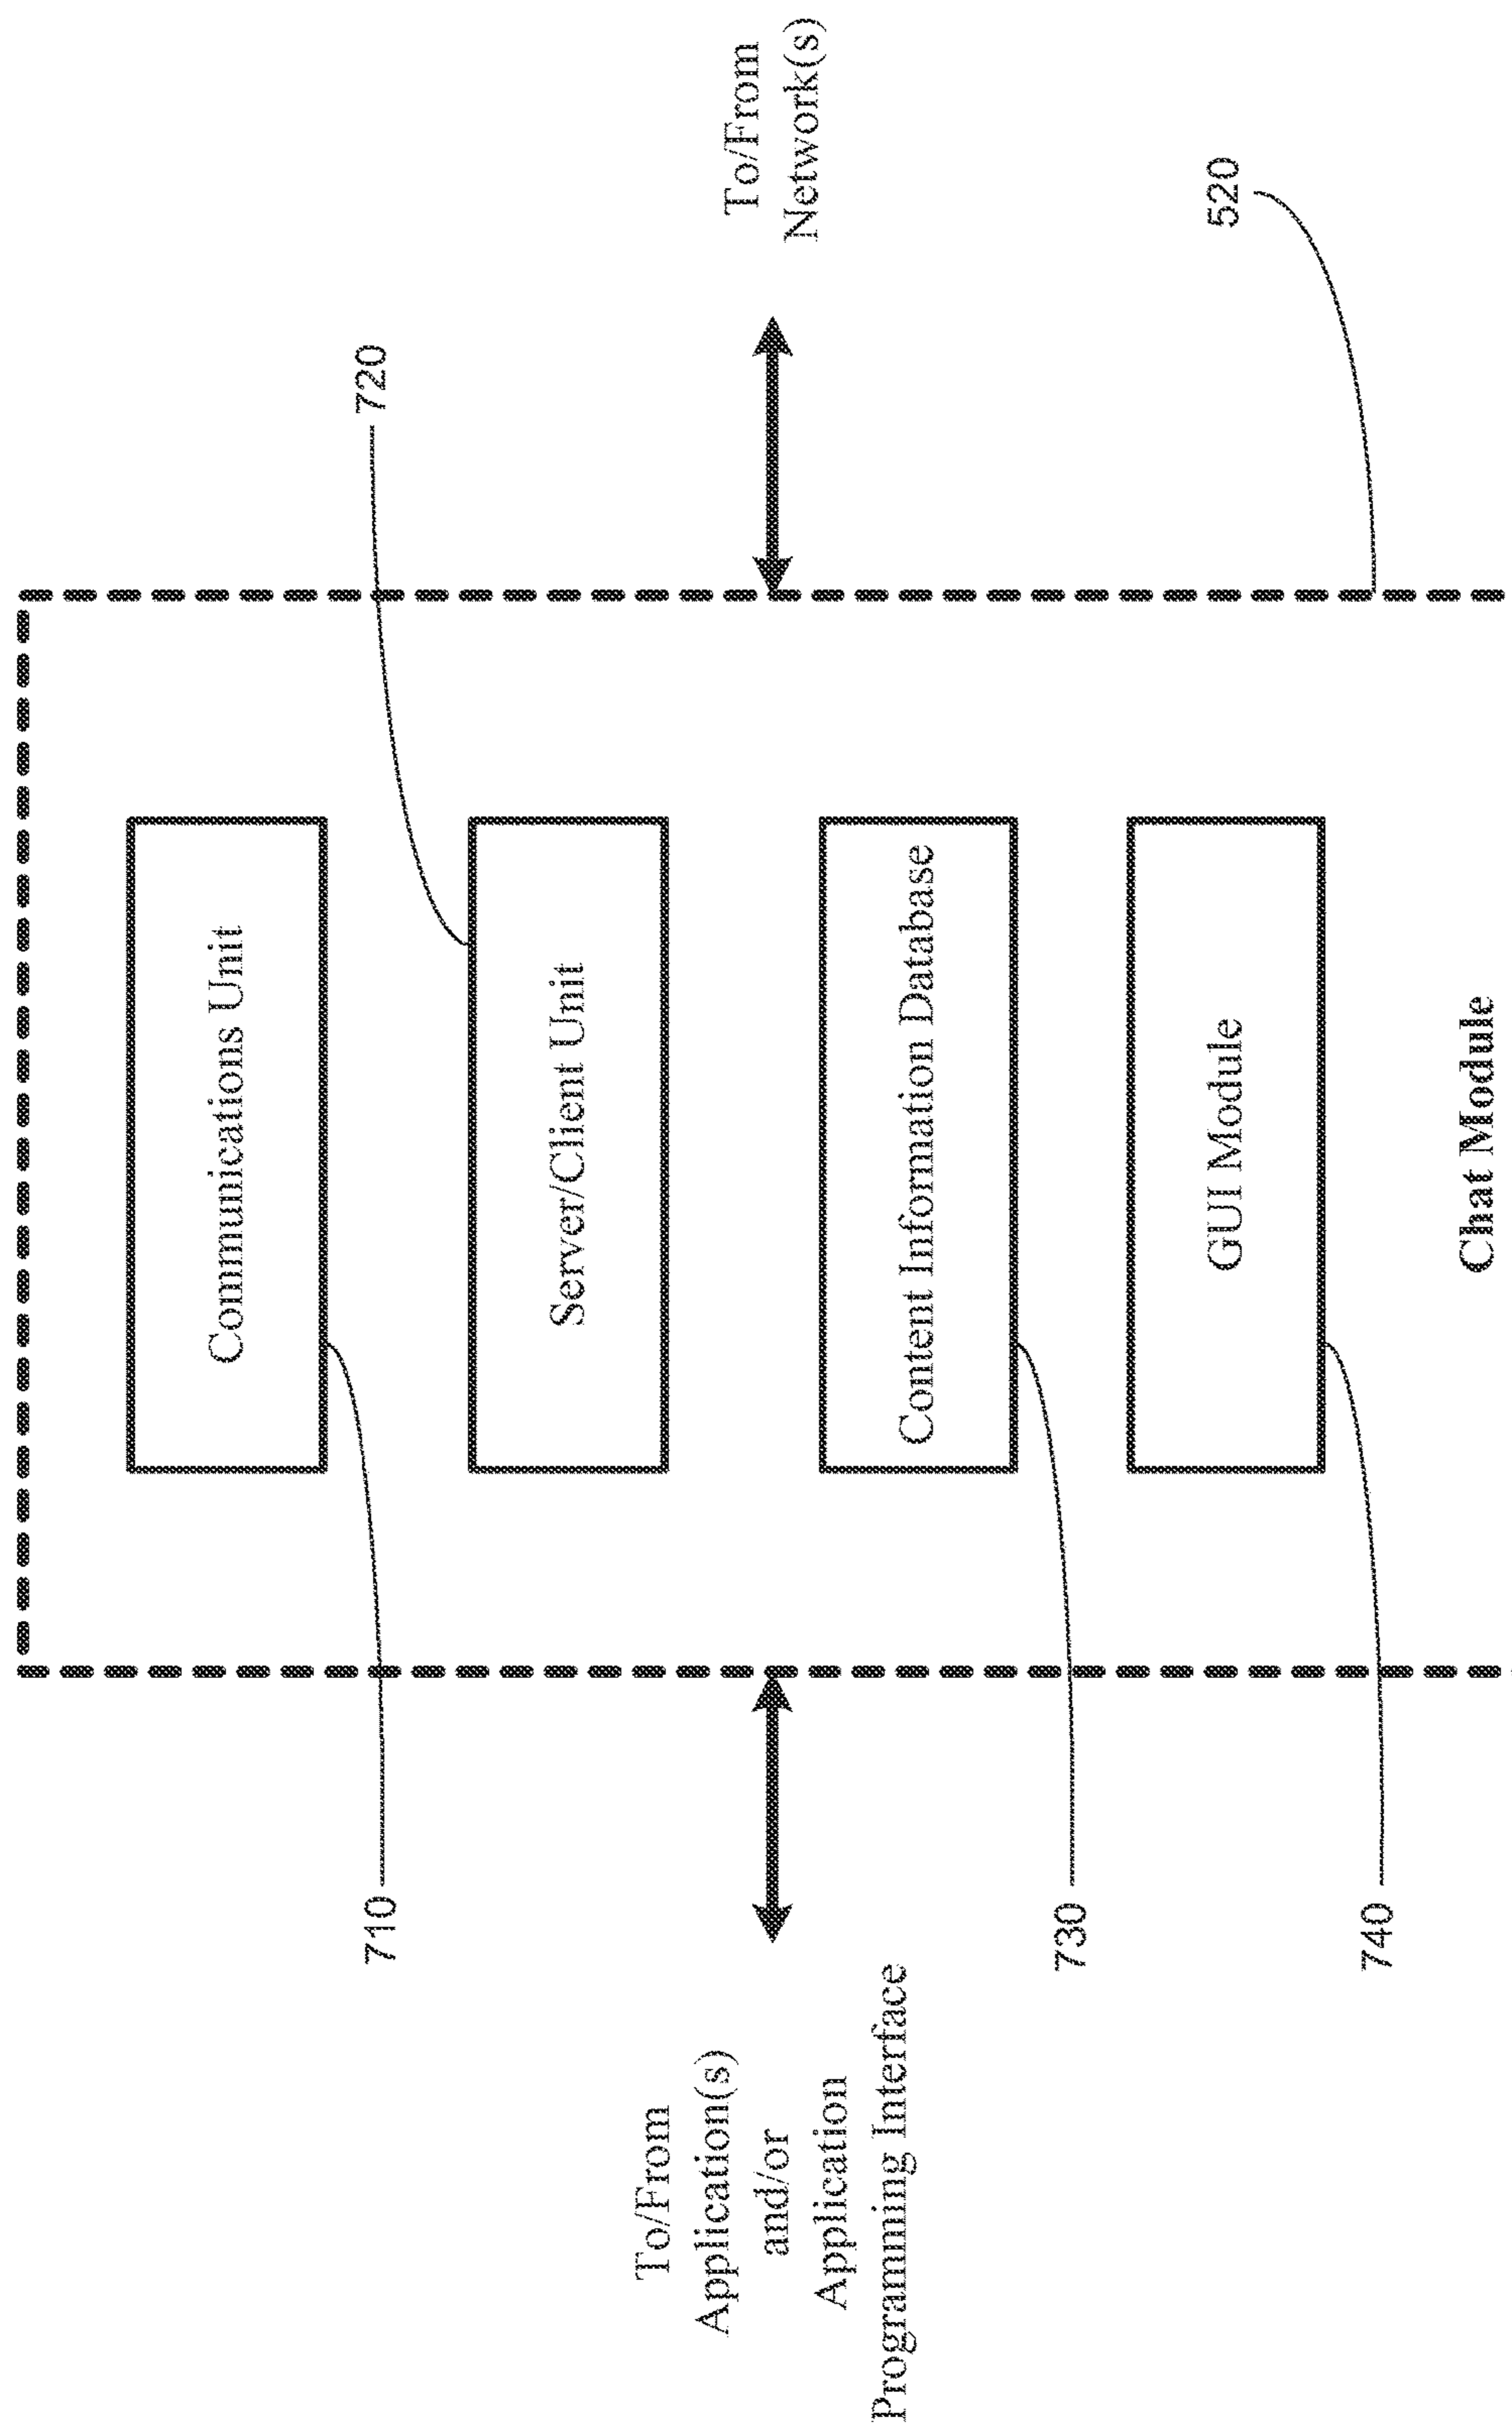 Communications Unit
720
710
Server/Client Unit
To/From
Application(s)
and/or
Application
Programming Interface
To/From
Network(s)
Content Information Database
730
GUI Module
520
740
Chat Module